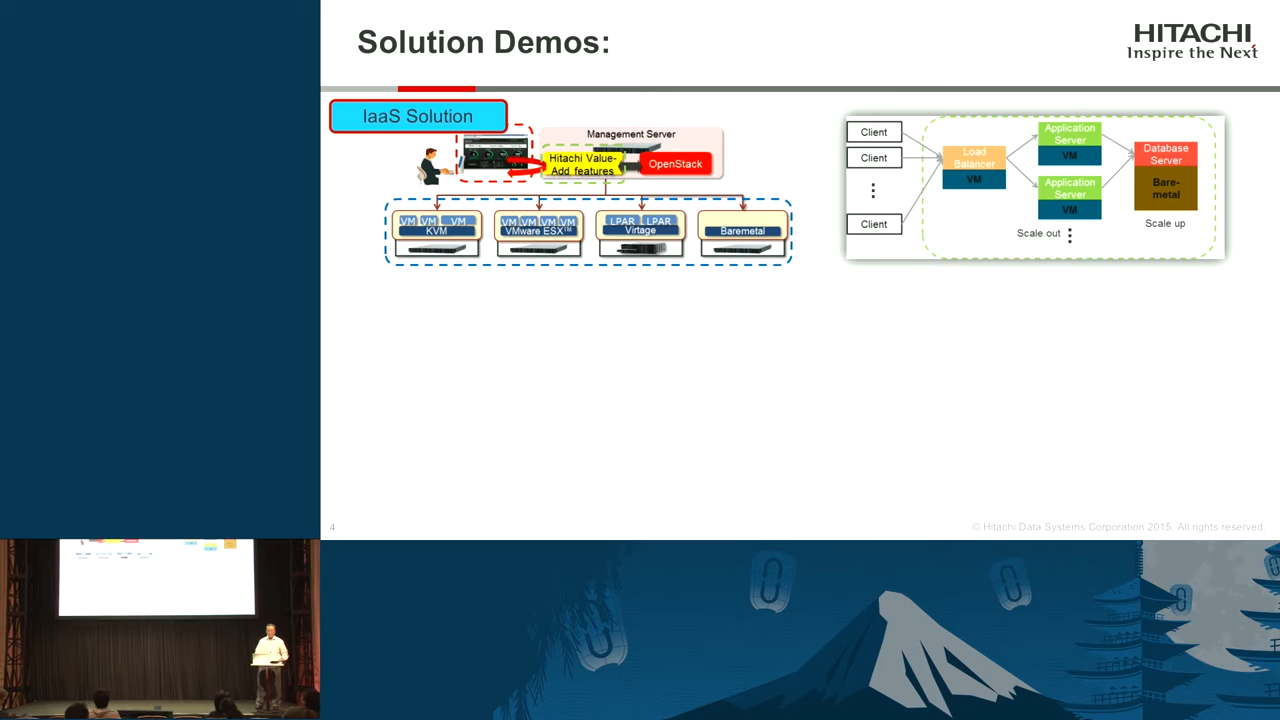 Solution Demos:
HITACHI
Inspire the Next
IaaS Solution
Management Server
Hitachi Value-
Add features
OpenStack
VM VM VM
KVM
VM VM VM VM
VMware ESX™
LPAR LPAR
Virtage
Baremetal
Client
Client
Client
Load
Balancer
VM
Application
Server
VM
Application
Server
VM
Scale out
Database
Server
Bare-
metal
Scale up
4
© Hitachi Data Systems Corporation 2015 All rights reserved.